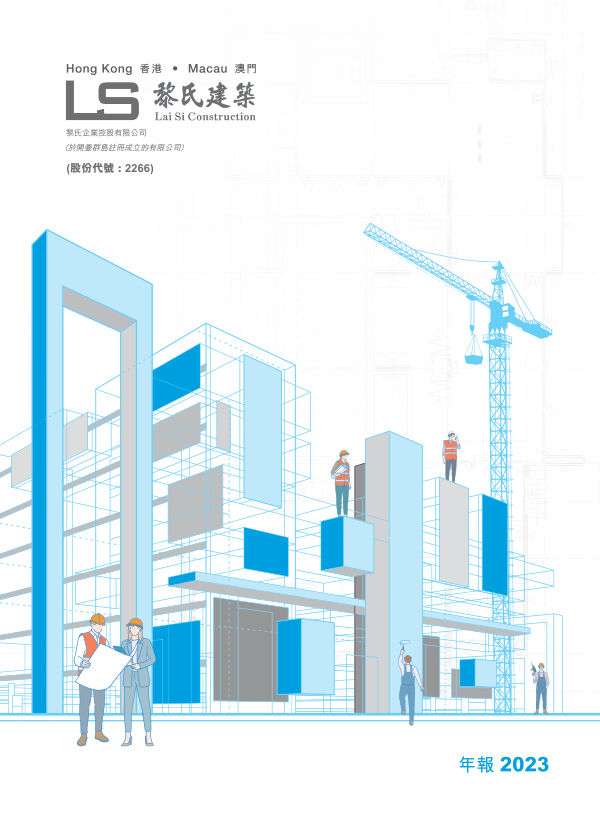 Hong Kong 香港 • Macau 澳門
LS 黎氏建築
Lai Si Construction
黎氏企業控股有限公司
(於開曼群島註冊成立的有限公司)
(股份代號：2266)
年報 2023